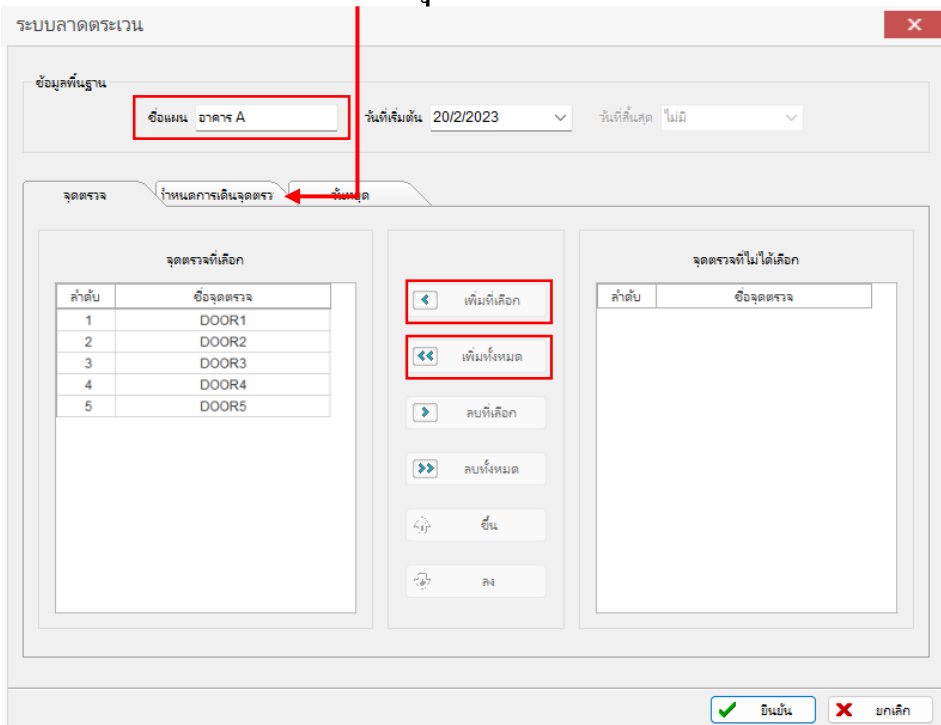 ระบบลาดตระเวน
ข้อมูลพื้นฐาน
ชื่อแผน อาคาร A วันที่เริ่มต้น 20/2/2023 วันที่สิ้นสุด ไม่มี
จุดตรวจ กำหนดการเดินจุดตรว วันหยุด
จุดตรวจที่เลือก
ลำดับ ชื่อจุดตรวจ
1 DOOR1
2 DOOR2
3 DOOR3
4 DOOR4
5 DOOR5
เพิ่มที่เลือก
เพิ่มทั้งหมด
ลบที่เลือก
ลบทั้งหมด
ขึ้น
ลง
จุดตรวจที่ไม่ได้เลือก
ลำดับ ชื่อจุดตรวจ
ยืนยัน ยกเลิก